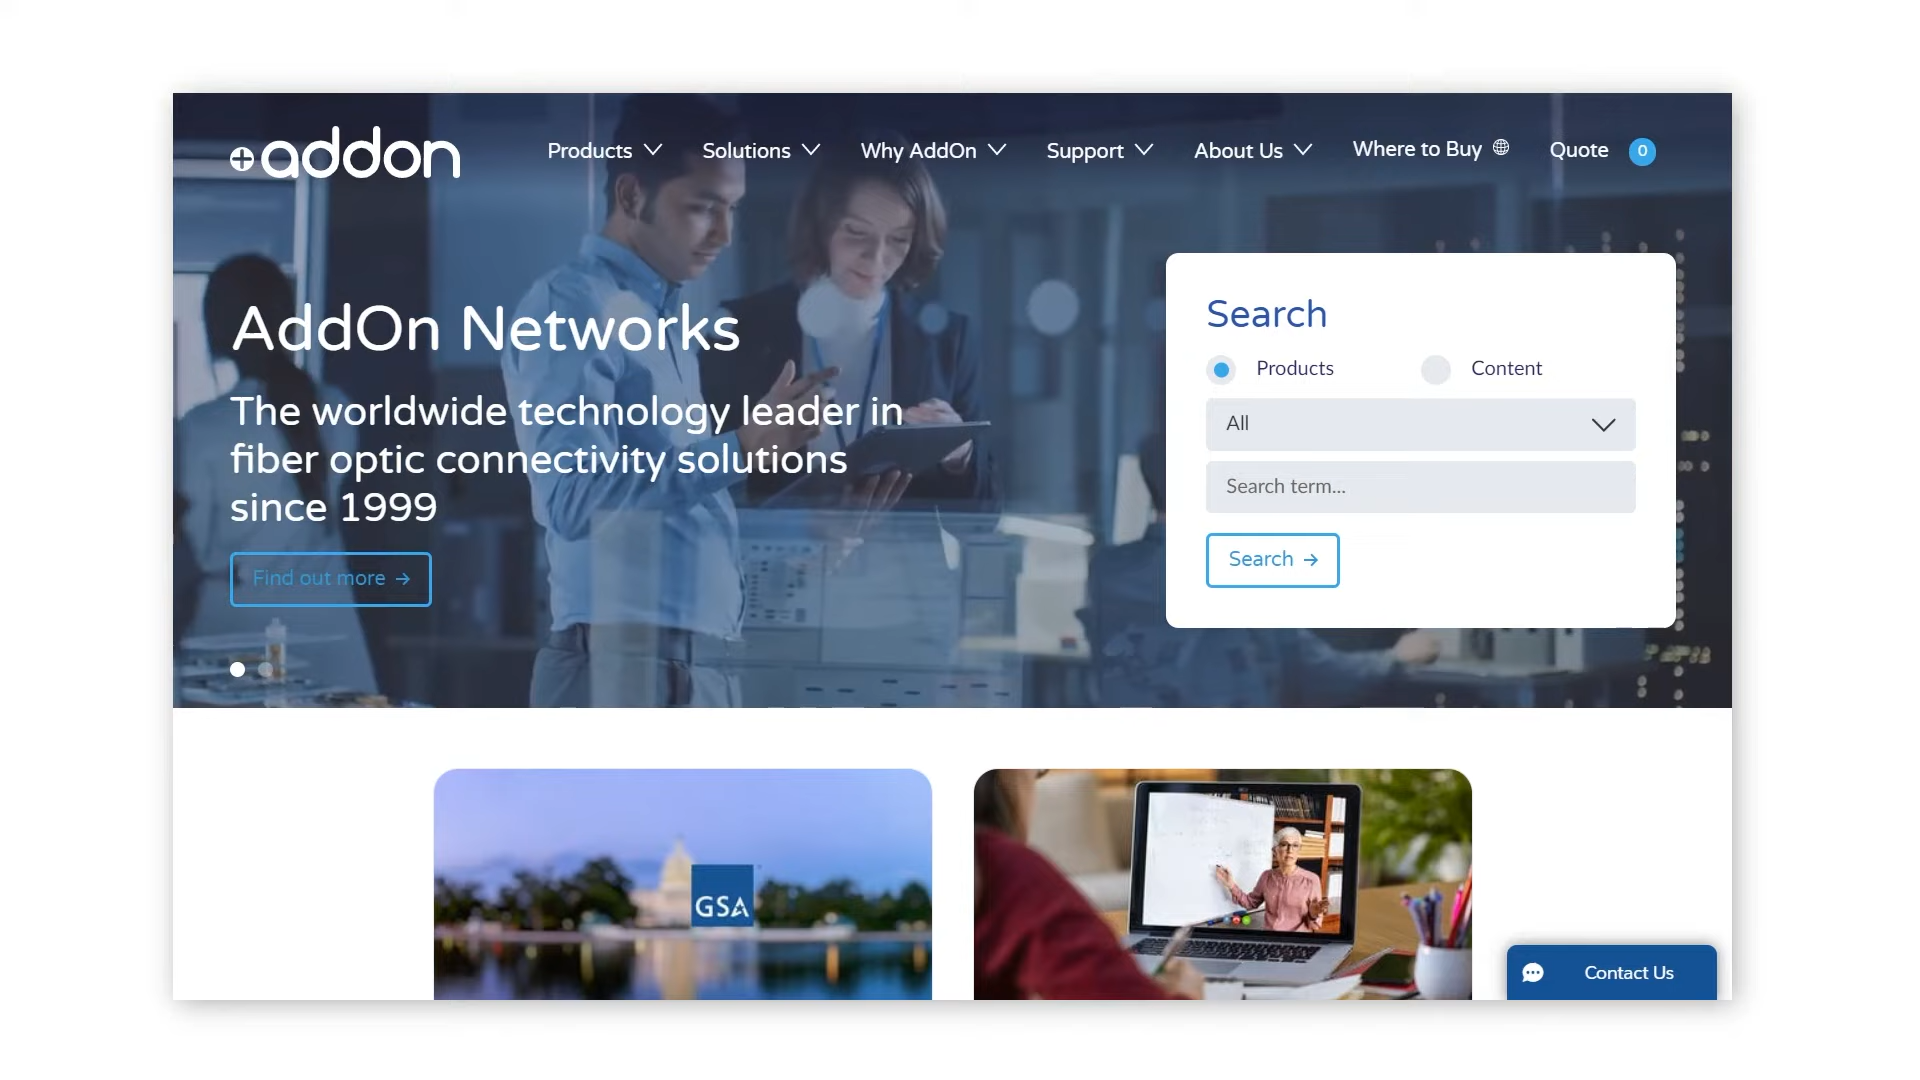 addon
Products
Solutions
Why AddOn
Support
About Us
Where to Buy
Quote 0
AddOn Networks
The worldwide technology leader in
fiber optic connectivity solutions
since 1999
Find out more →
Search
Products
Content
All
Search term...
Search →
GSA
Contact Us